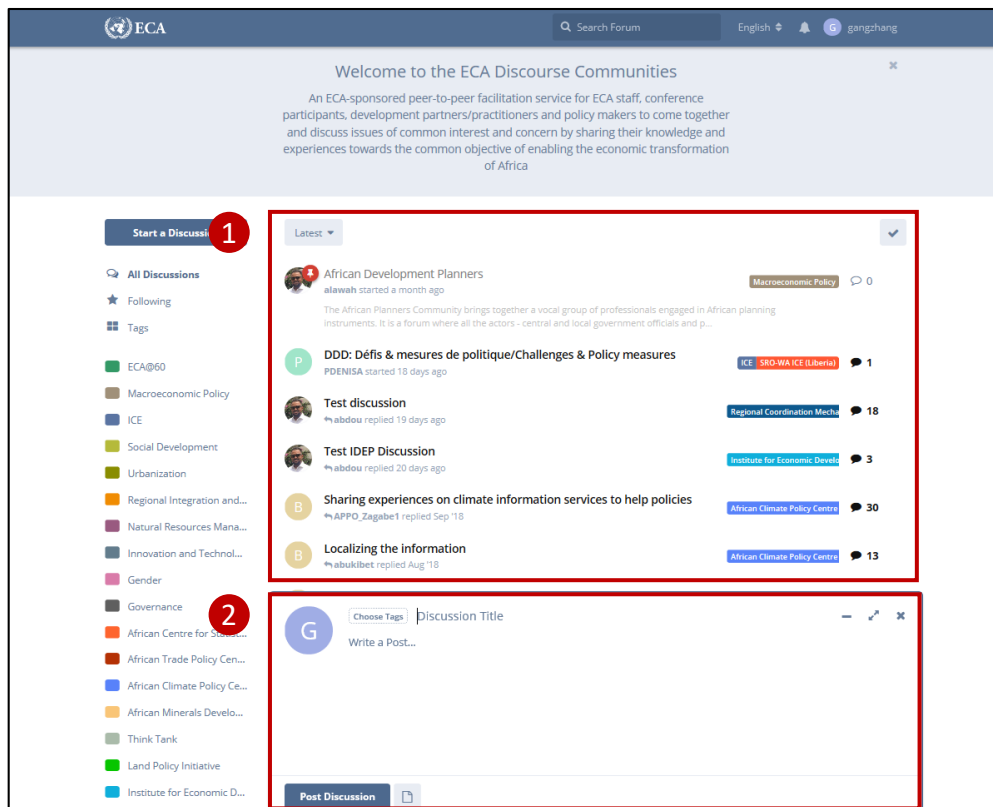 ECA
Search Forum
English
G
gangzhang
Welcome to the ECA Discourse Communities
An ECA-sponsored peer-to-peer facilitation service for ECA staff, conference
participants, development partners/practitioners and policy makers to come together
and discuss issues of common interest and concern by sharing their knowledge and
experiences towards the common objective of enabling the economic transformation
of Africa
Start a Discussi
1
Latest
All Discussions
Following
Tags
ECA@60
Macroeconomic Policy
ICE
Social Development
Urbanization
Regional Integration and...
Natural Resources Mana...
Innovation and Technol...
Gender
Governance
African Centre for Statist...
African Trade Policy Cen...
African Climate Policy Ce...
African Minerals Develo...
Think Tank
Land Policy Initiative
Institute for Economic D...
African Development Planners
Macroeconomic Policy
0
alawah started a month ago
The African Planners Community brings together a vocal group of professionals engaged in African planning
instruments. It is a forum where all the actors - central and local government officials and p...
P
DDD: Défis & mesures de politique/Challenges & Policy measures
ICE SRO-WA ICE (Liberia)
1
PDENISA started 18 days ago
Test discussion
Regional Coordination Mecha
18
abdou replied 19 days ago
Test IDEP Discussion
Institute for Economic Develo
3
abdou replied 20 days ago
B
Sharing experiences on climate information services to help policies
African Climate Policy Centre
30
APPO_Zagabe1 replied Sep '18
B
Localizing the information
African Climate Policy Centre
13
abukibet replied Aug '18
2
G
Choose Tags
Discussion Title
Write a Post...
Post Discussion